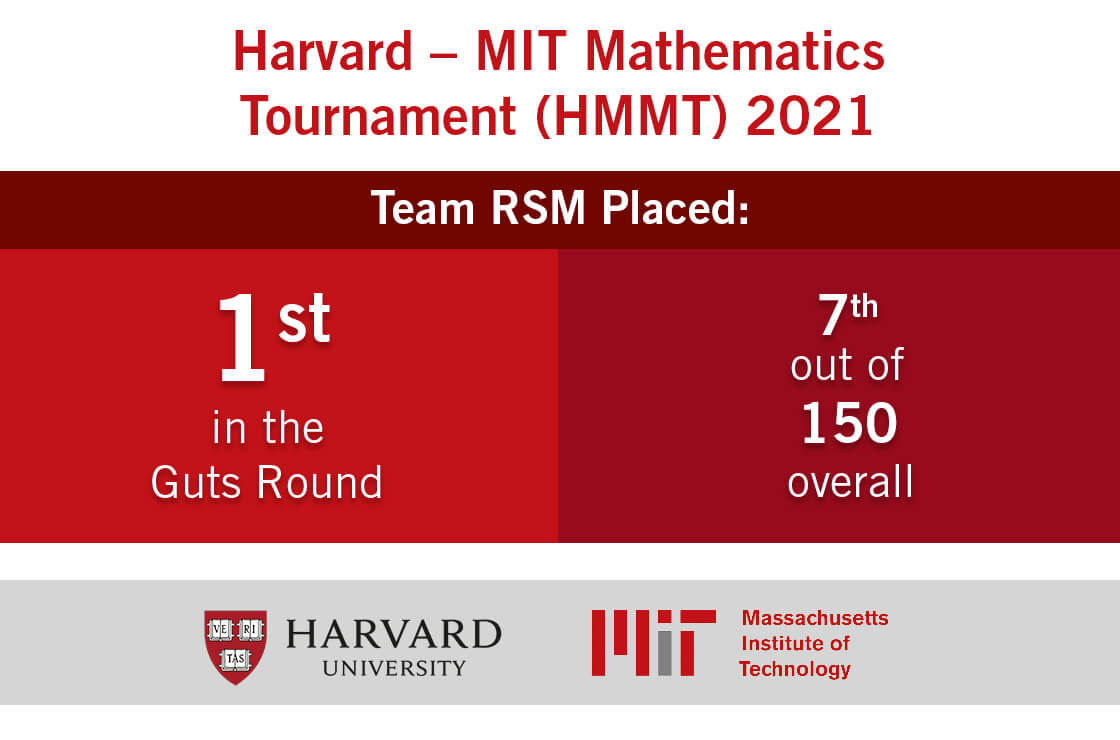 Harvard – MIT Mathematics
Tournament (HMMT) 2021
Team RSM Placed:
1st
in the
Guts Round
7th
out of
150
overall
VE RI
TAS
HARVARD
UNIVERSITY
MIT
Massachusetts
Institute of
Technology